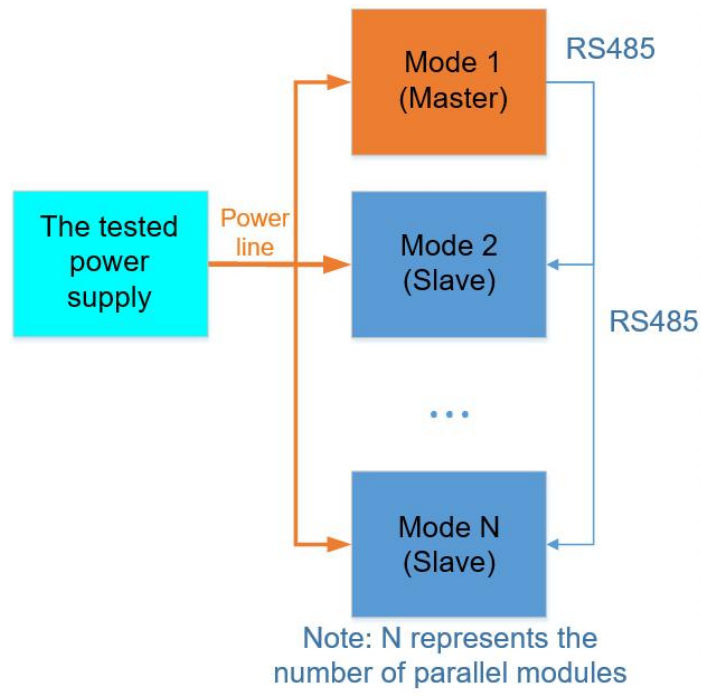 Mode 1
(Master)
RS485
The tested
power
supply
Power
line
Mode 2
(Slave)
RS485
...
Mode N
(Slave)
Note: N represents the
number of parallel modules